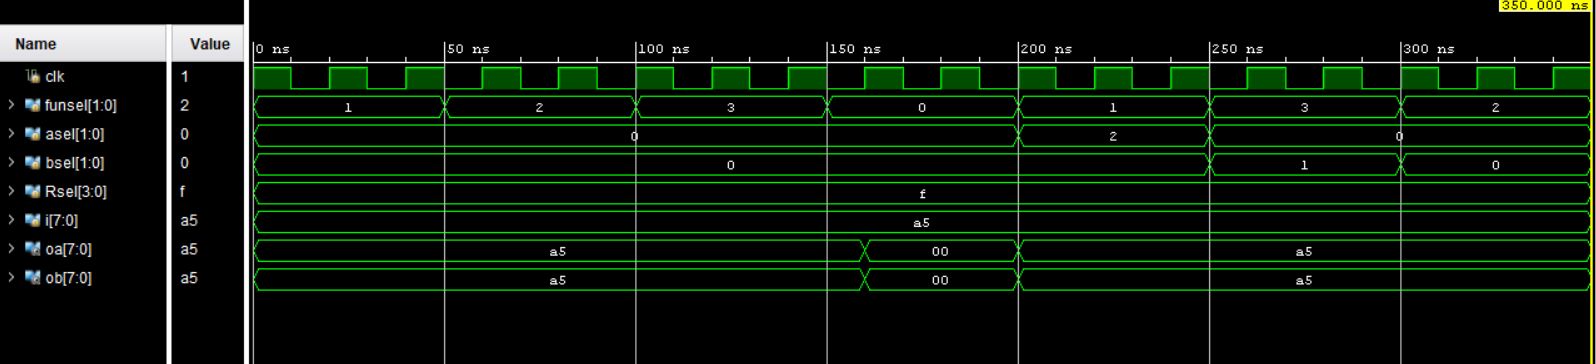 350.000 ns
Name Value
0 ns 50 ns 100 ns 150 ns 200 ns 250 ns 300 ns
clk 1
funsel[1:0] 2 1 2 3 0 1 3 2
asel[1:0] 0 0 2 0
bsel[1:0] 0 0 1 0
Rsel[3:0] f f
i[7:0] a5 a5
oa[7:0] a5 a5 00 a5
ob[7:0] a5 a5 00 a5